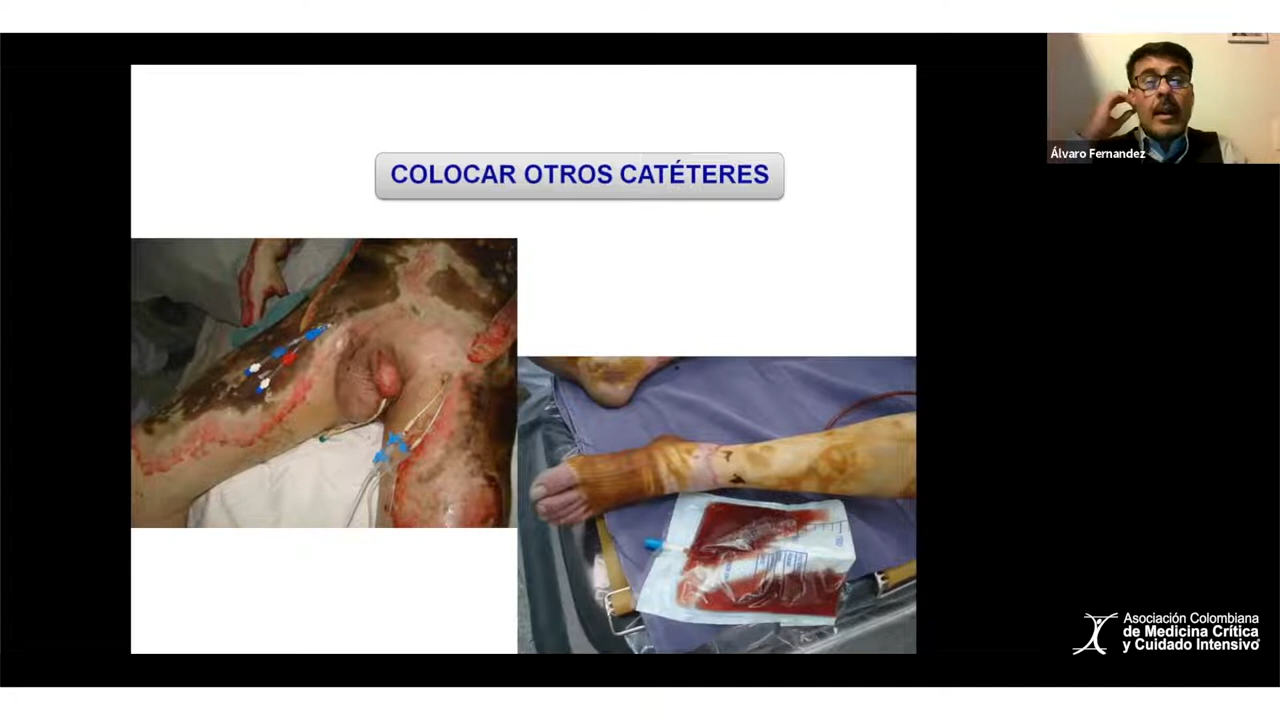 COLOCAR OTROS CATÉTERES
Álvaro Fernandez
Asociación Colombiana
de Medicina Crítica
y Cuidado Intensivo